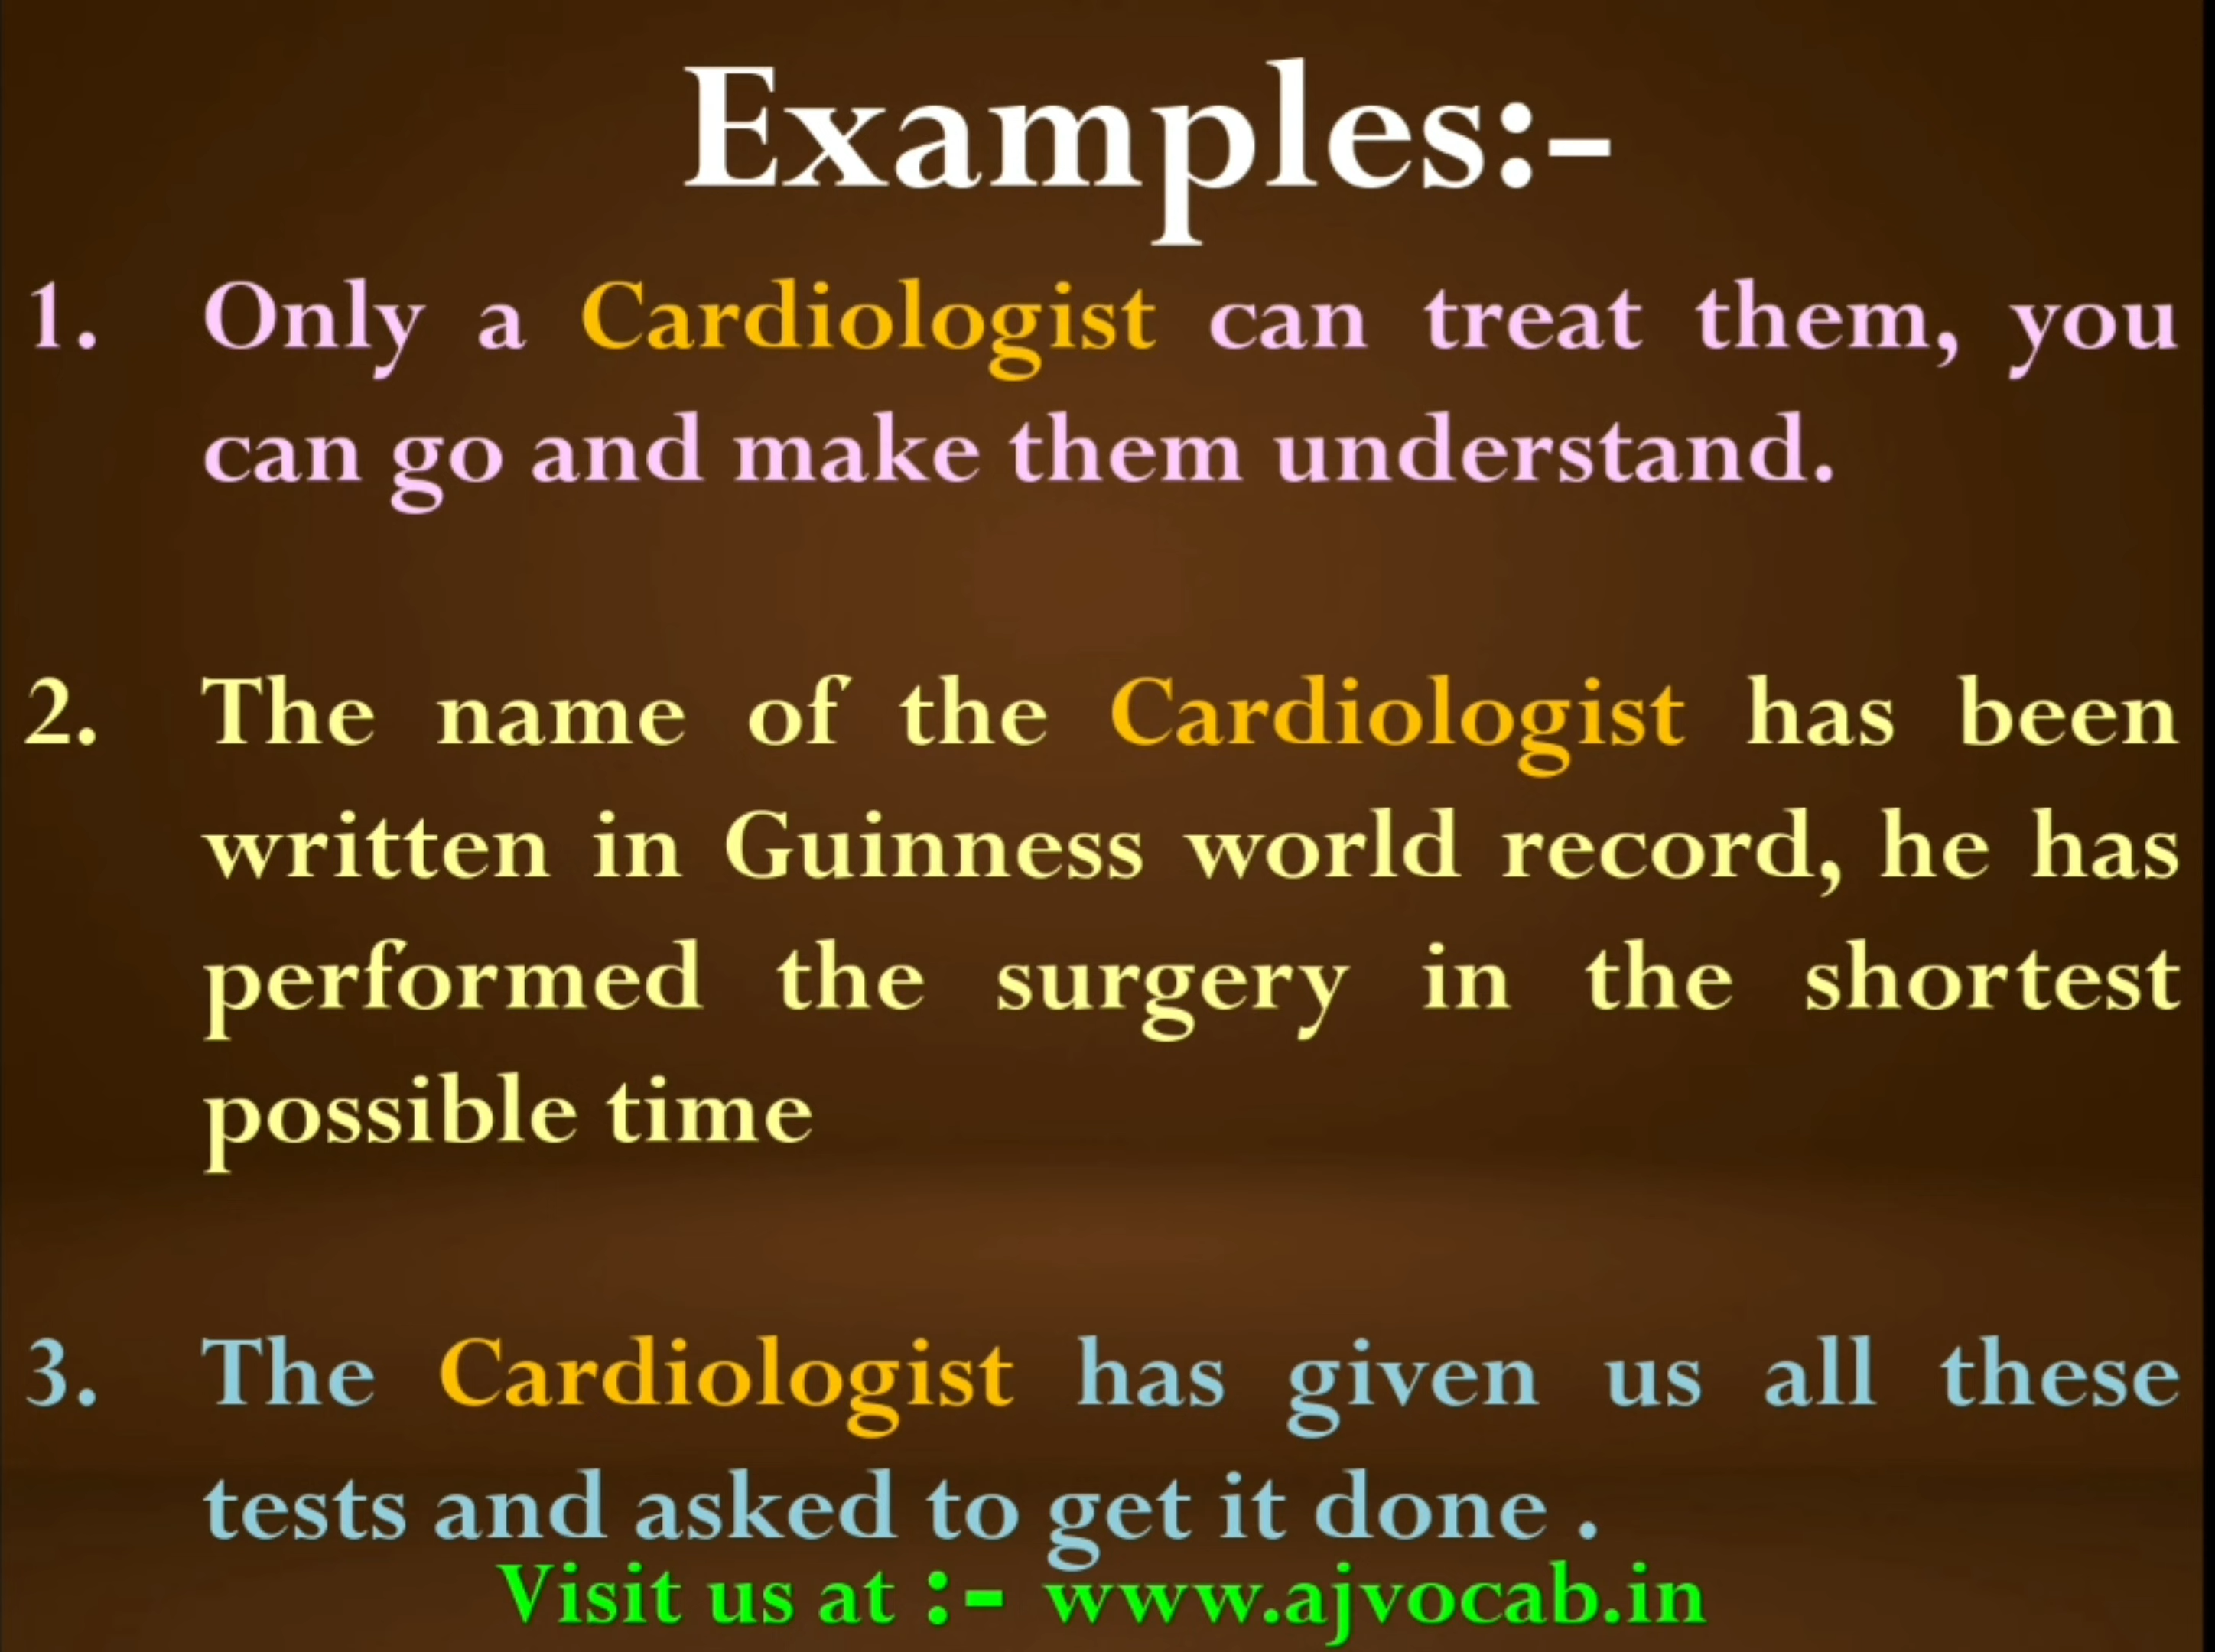 Examples:-
1. Only a Cardiologist can treat them, you
can go and make them understand.
2. The name of the Cardiologist has been
written in Guinness world record, he has
performed the surgery in the shortest
possible time
3. The Cardiologist has given us all these
tests and asked to get it done .
Visit us at :- www.ajvocab.in